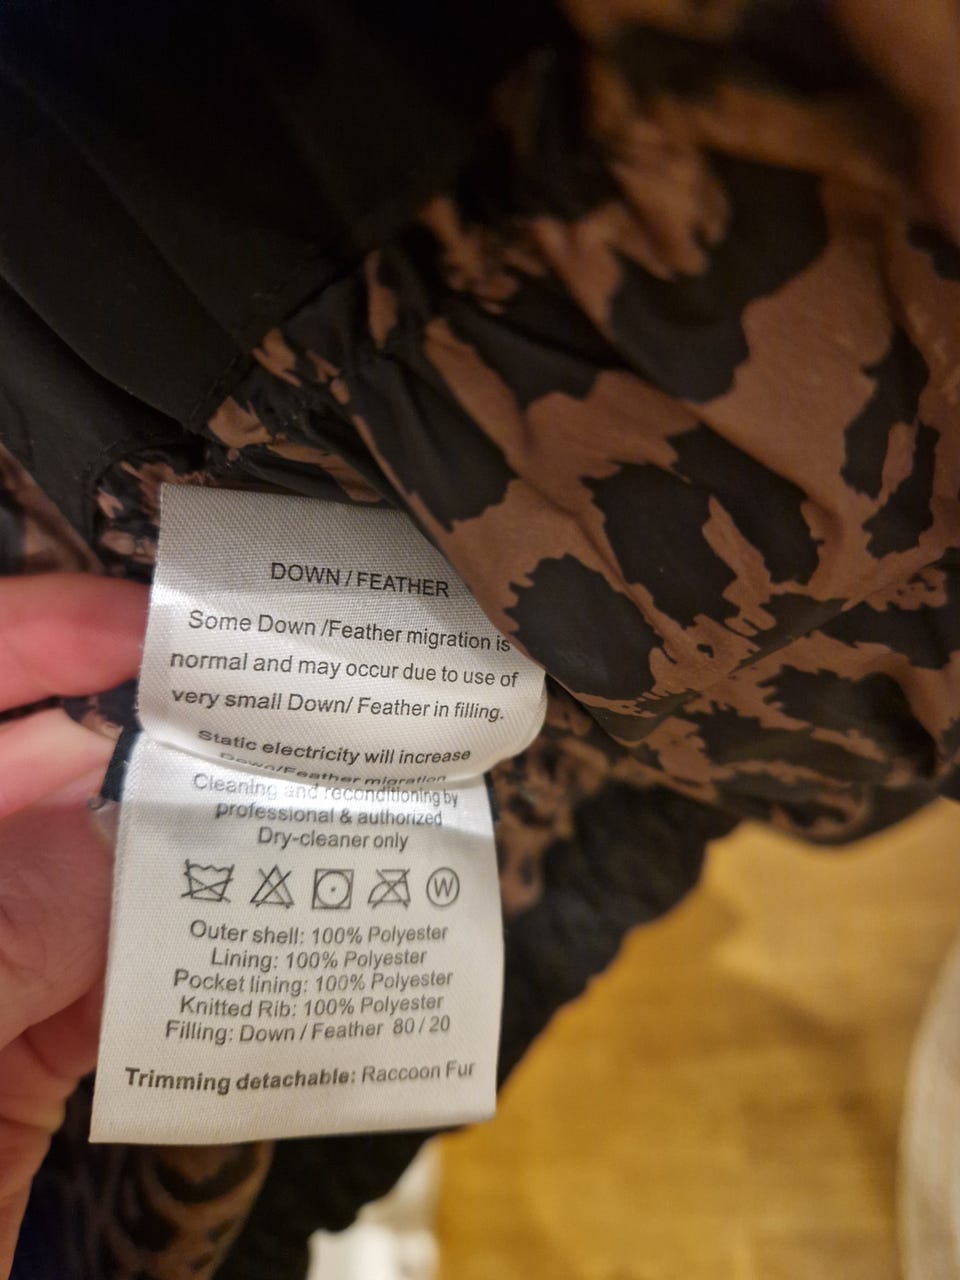 DOWN / FEATHER
Some Down /Feather migration is
normal and may occur due to use of
very small Down/ Feather in filling.
Static electricity will increase
Down/Feather migration
Cleaning and reconditioning by
professional & authorized
Dry-cleaner only
W
Outer shell: 100% Polyester
Lining: 100% Polyester
Pocket lining: 100% Polyester
Knitted Rib: 100% Polyester
Filling: Down / Feather 80 / 20
Trimming detachable: Raccoon Fur